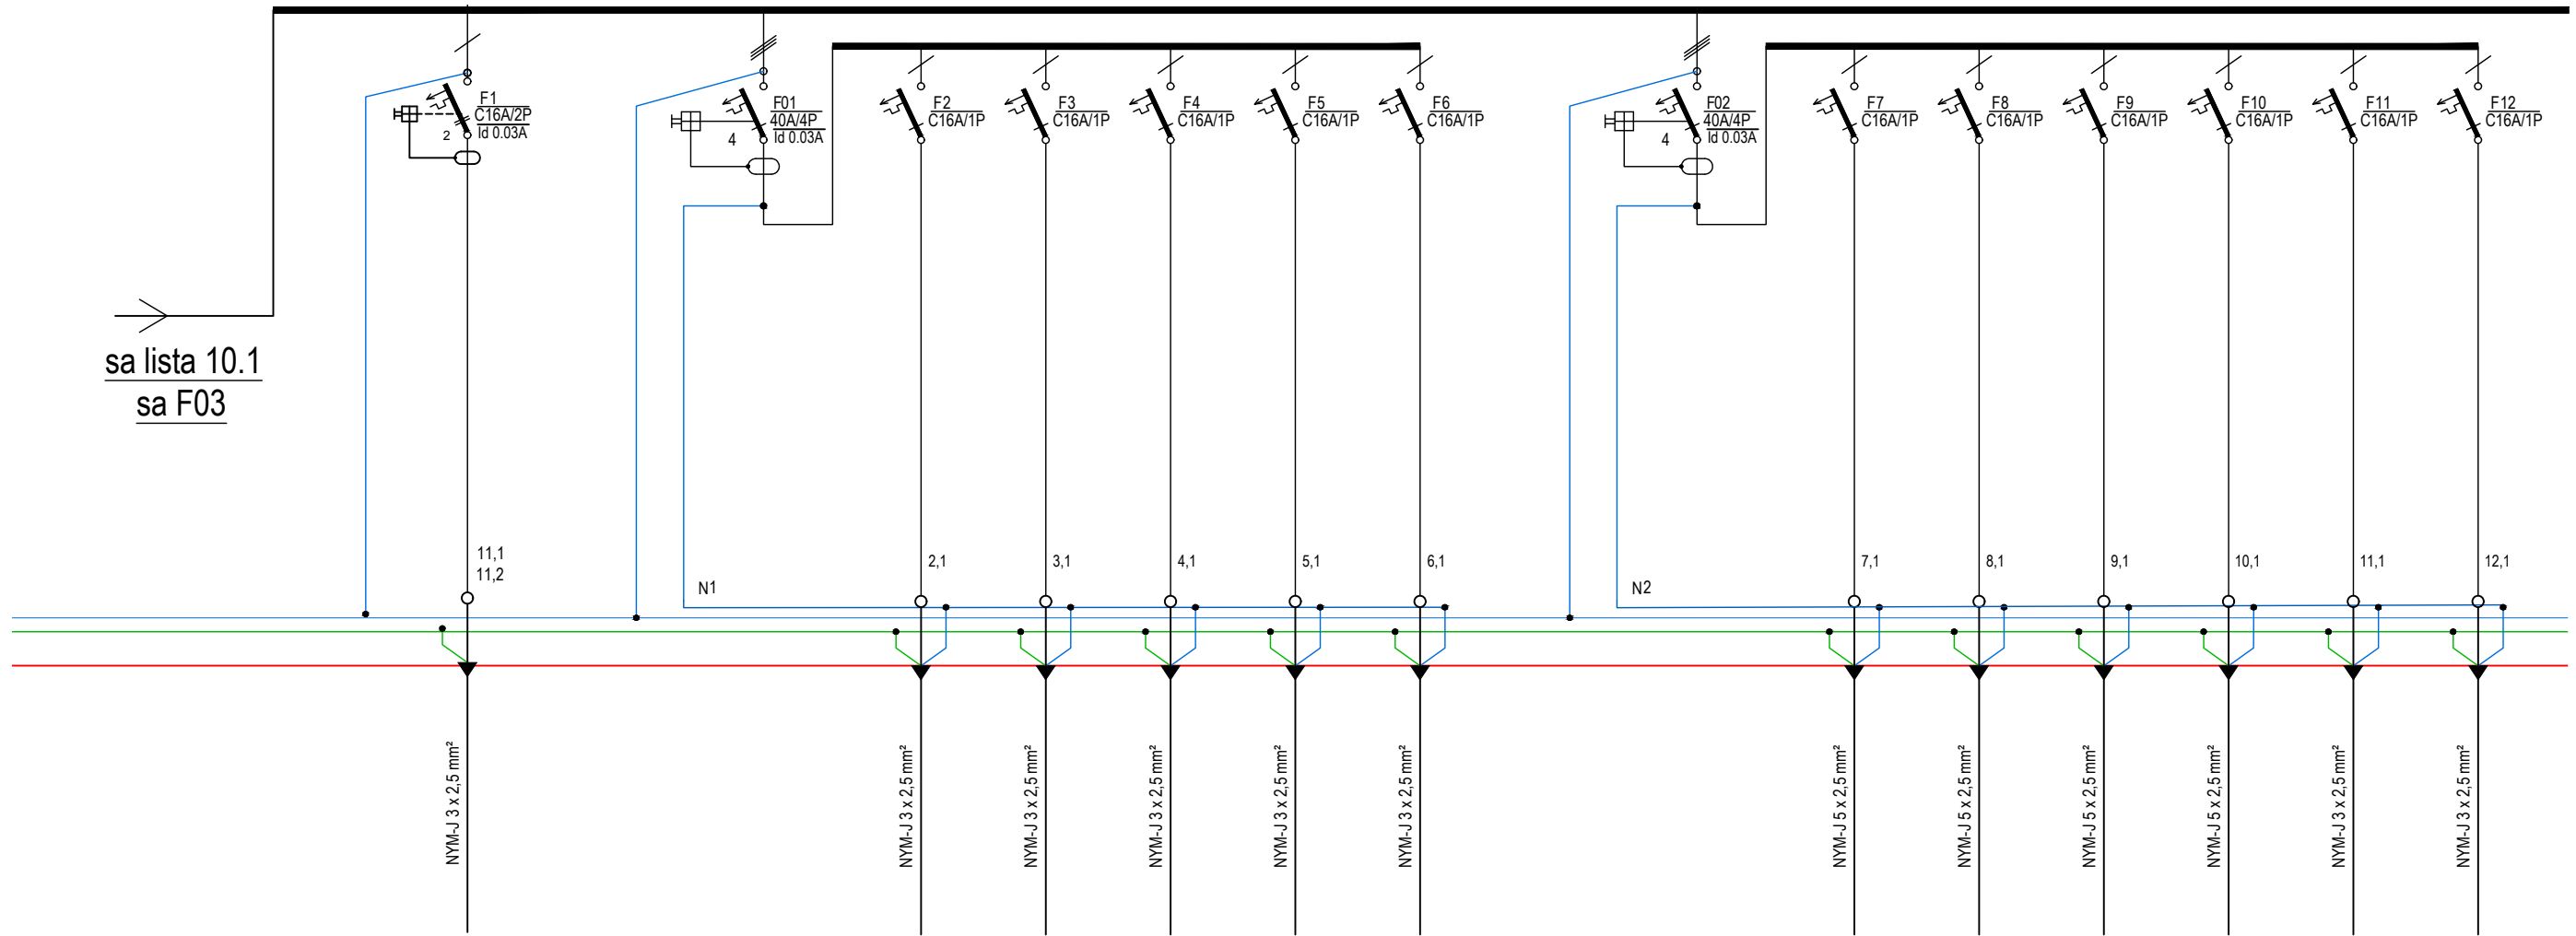 F1
C16A/2P
Id 0.03A
2
F01
40A/4P
Id 0.03A
4
F2
C16A/1P
F3
C16A/1P
F4
C16A/1P
F5
C16A/1P
F6
C16A/1P
F02
40A/4P
Id 0.03A
4
F7
C16A/1P
F8
C16A/1P
F9
C16A/1P
F10
C16A/1P
F11
C16A/1P
F12
C16A/1P
sa lista 10.1
sa F03
11,1
11,2
N1
2,1
3,1
4,1
5,1
6,1
N2
7,1
8,1
9,1
10,1
11,1
12,1
NYM-J 3 x 2,5 mm²
NYM-J 3 x 2,5 mm²
NYM-J 3 x 2,5 mm²
NYM-J 3 x 2,5 mm²
NYM-J 3 x 2,5 mm²
NYM-J 3 x 2,5 mm²
NYM-J 5 x 2,5 mm²
NYM-J 5 x 2,5 mm²
NYM-J 5 x 2,5 mm²
NYM-J 5 x 2,5 mm²
NYM-J 3 x 2,5 mm²
NYM-J 3 x 2,5 mm²